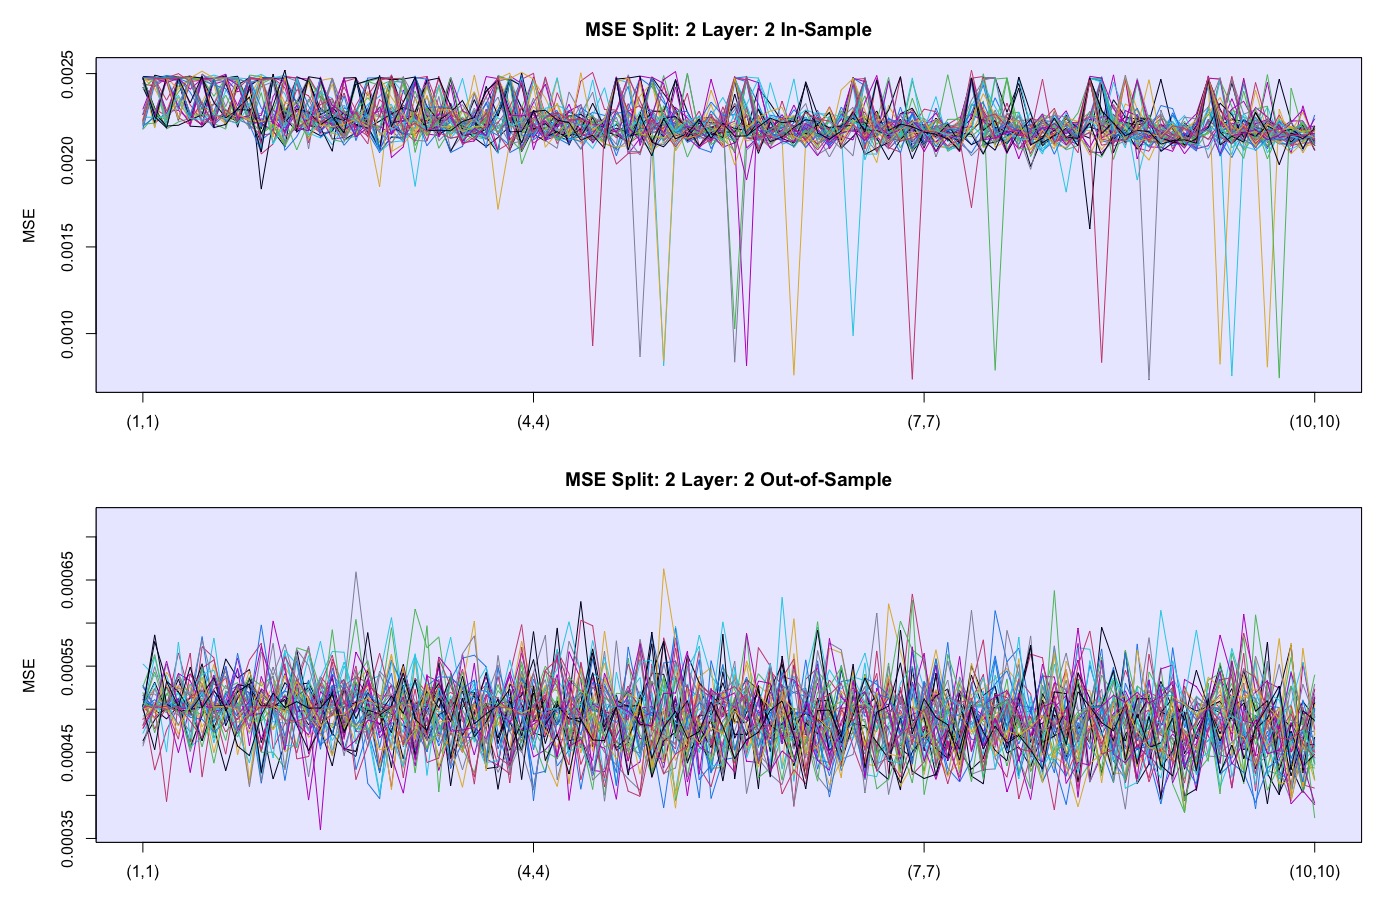 MSE Split: 2 Layer: 2 In-Sample
MSE
0.0025
0.0020
0.0015
0.0010
(1,1) (4,4) (7,7) (10,10)
MSE Split: 2 Layer: 2 Out-of-Sample
MSE
0.00065
0.00055
0.00045
0.00035
(1,1) (4,4) (7,7) (10,10)